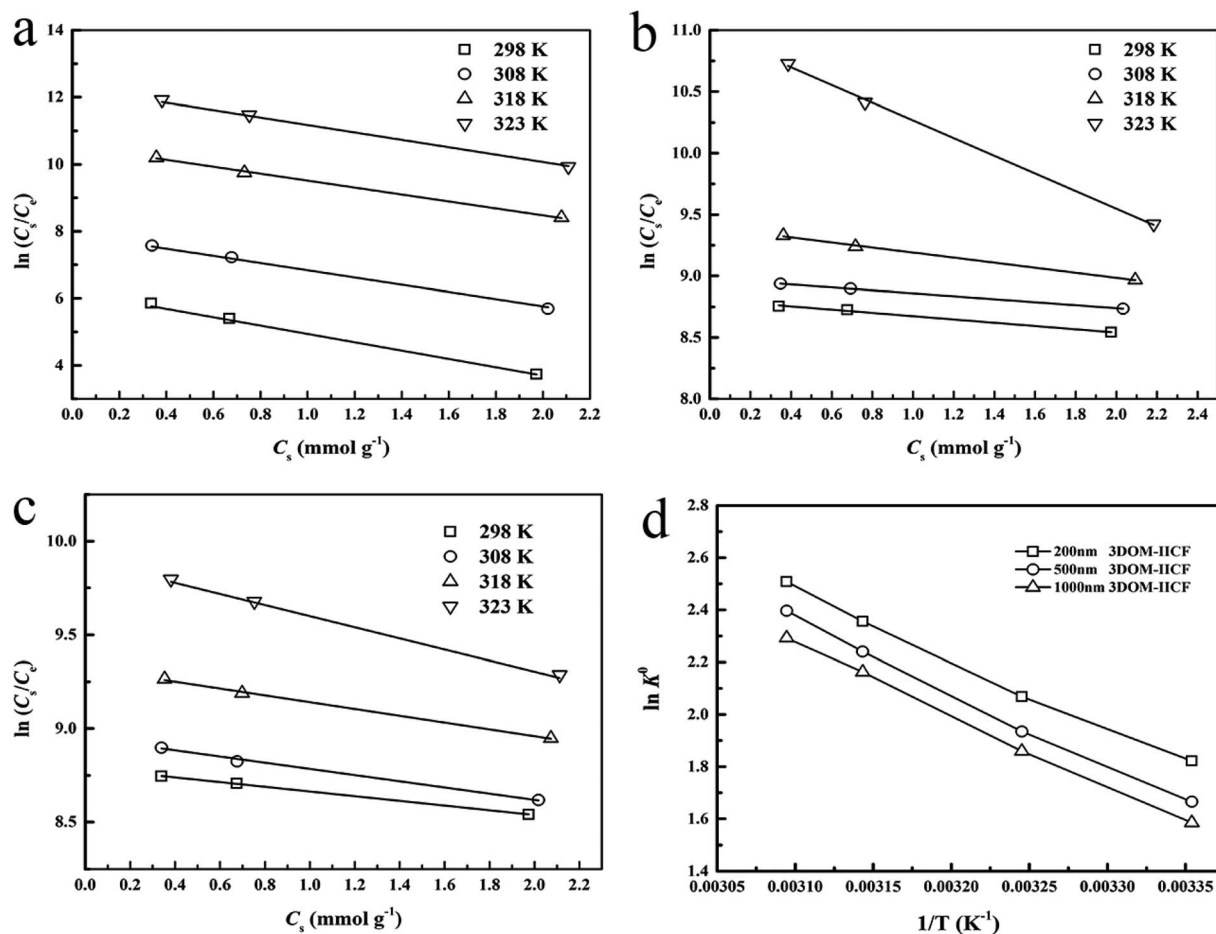 a
14
12
10
8
6
4
ln (Cs/Ce)
298 K
308 K
318 K
323 K
0.0 0.2 0.4 0.6 0.8 1.0 1.2 1.4 1.6 1.8 2.0 2.2
Cs (mmol g-1)
b
11.0
10.5
10.0
9.5
9.0
8.5
8.0
ln (Cs/Ce)
298 K
308 K
318 K
323 K
0.0 0.2 0.4 0.6 0.8 1.0 1.2 1.4 1.6 1.8 2.0 2.2 2.4
Cs (mmol g-1)
c
10.0
9.5
9.0
8.5
ln (Cs/Ce)
298 K
308 K
318 K
323 K
0.0 0.2 0.4 0.6 0.8 1.0 1.2 1.4 1.6 1.8 2.0 2.2
Cs (mmol g-1)
d
2.8
2.6
2.4
2.2
2.0
1.8
1.6
1.4
ln K0
200nm 3DOM-IICF
500nm 3DOM-IICF
1000nm 3DOM-IICF
0.00305 0.00310 0.00315 0.00320 0.00325 0.00330 0.00335
1/T (K-1)